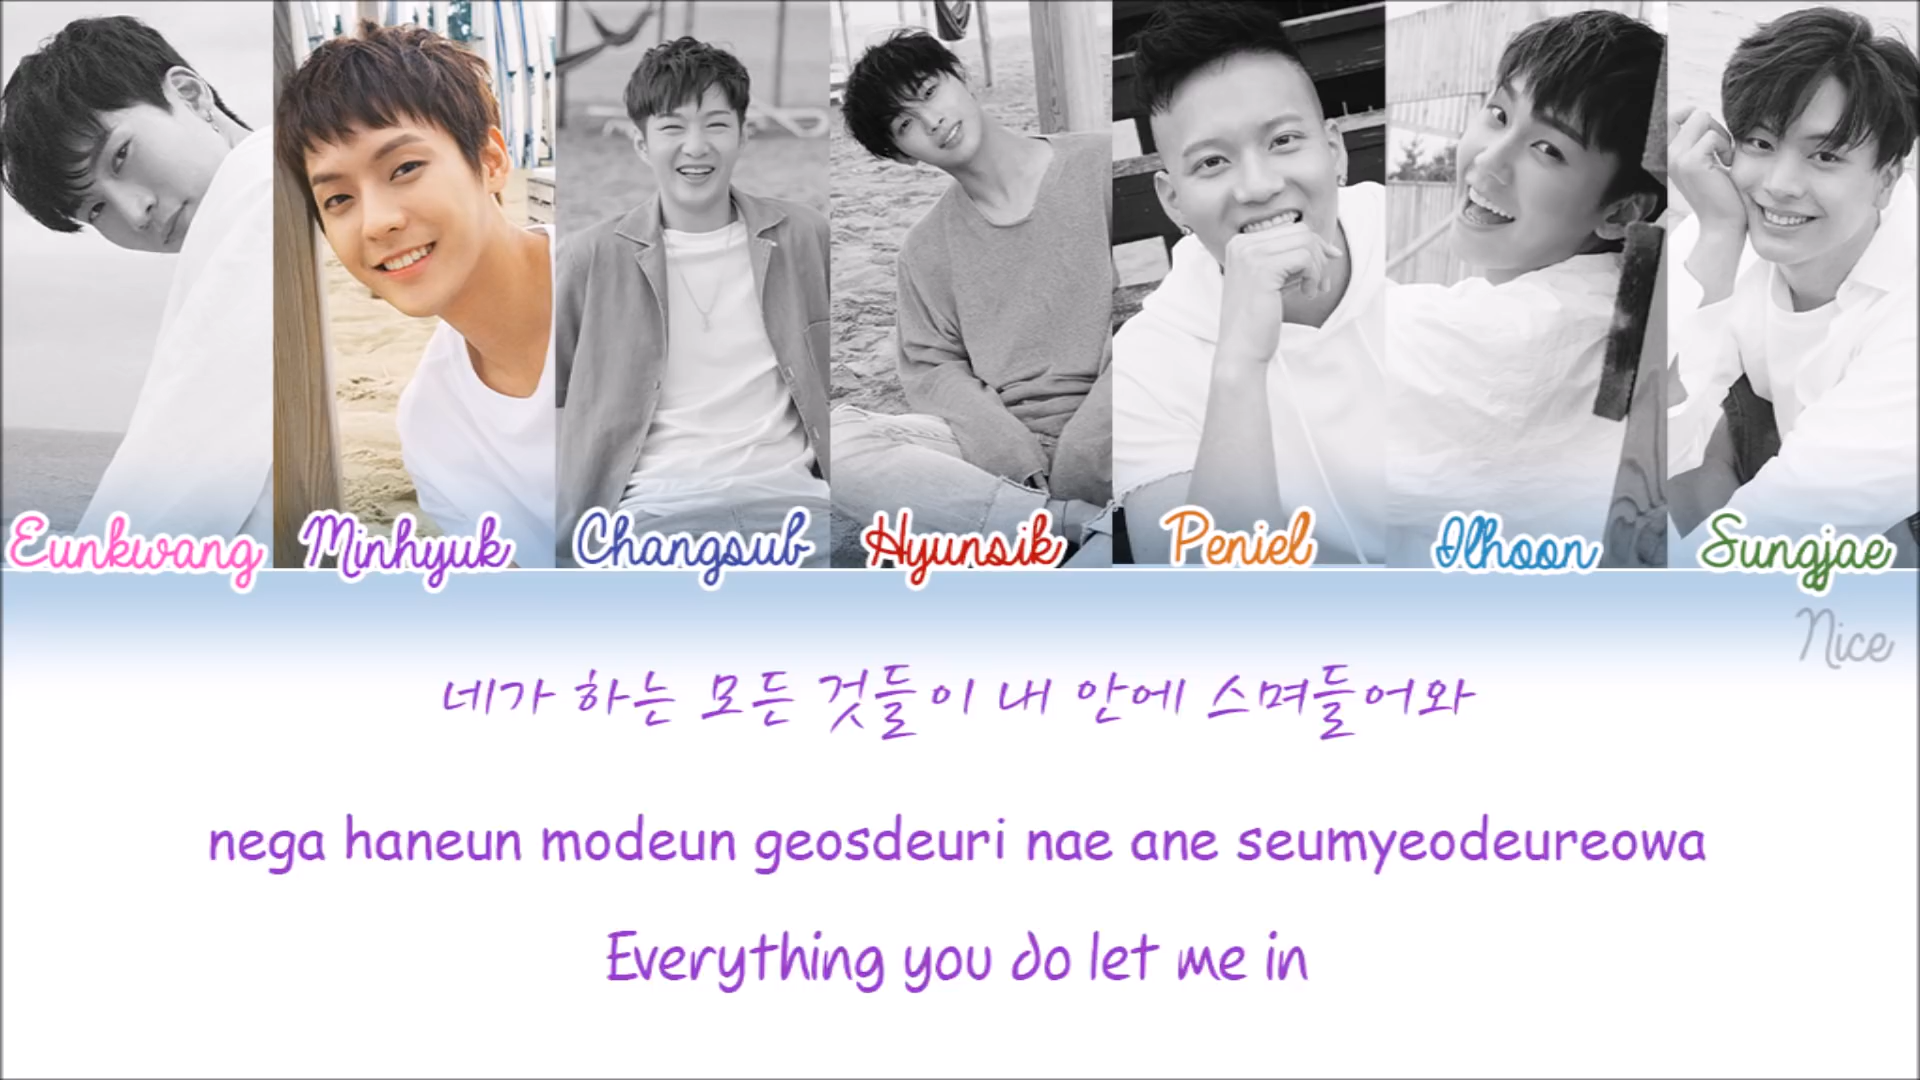 Eunkwang Minhyuk Changsub Hyunsik Peniel Ilhoon Sungjae
Nice
네가 하는 모든 것들이 내 안에 스며들어와
nega haneun modeun geosdeuri nae ane seumyeodeureowa
Everything you do let me in